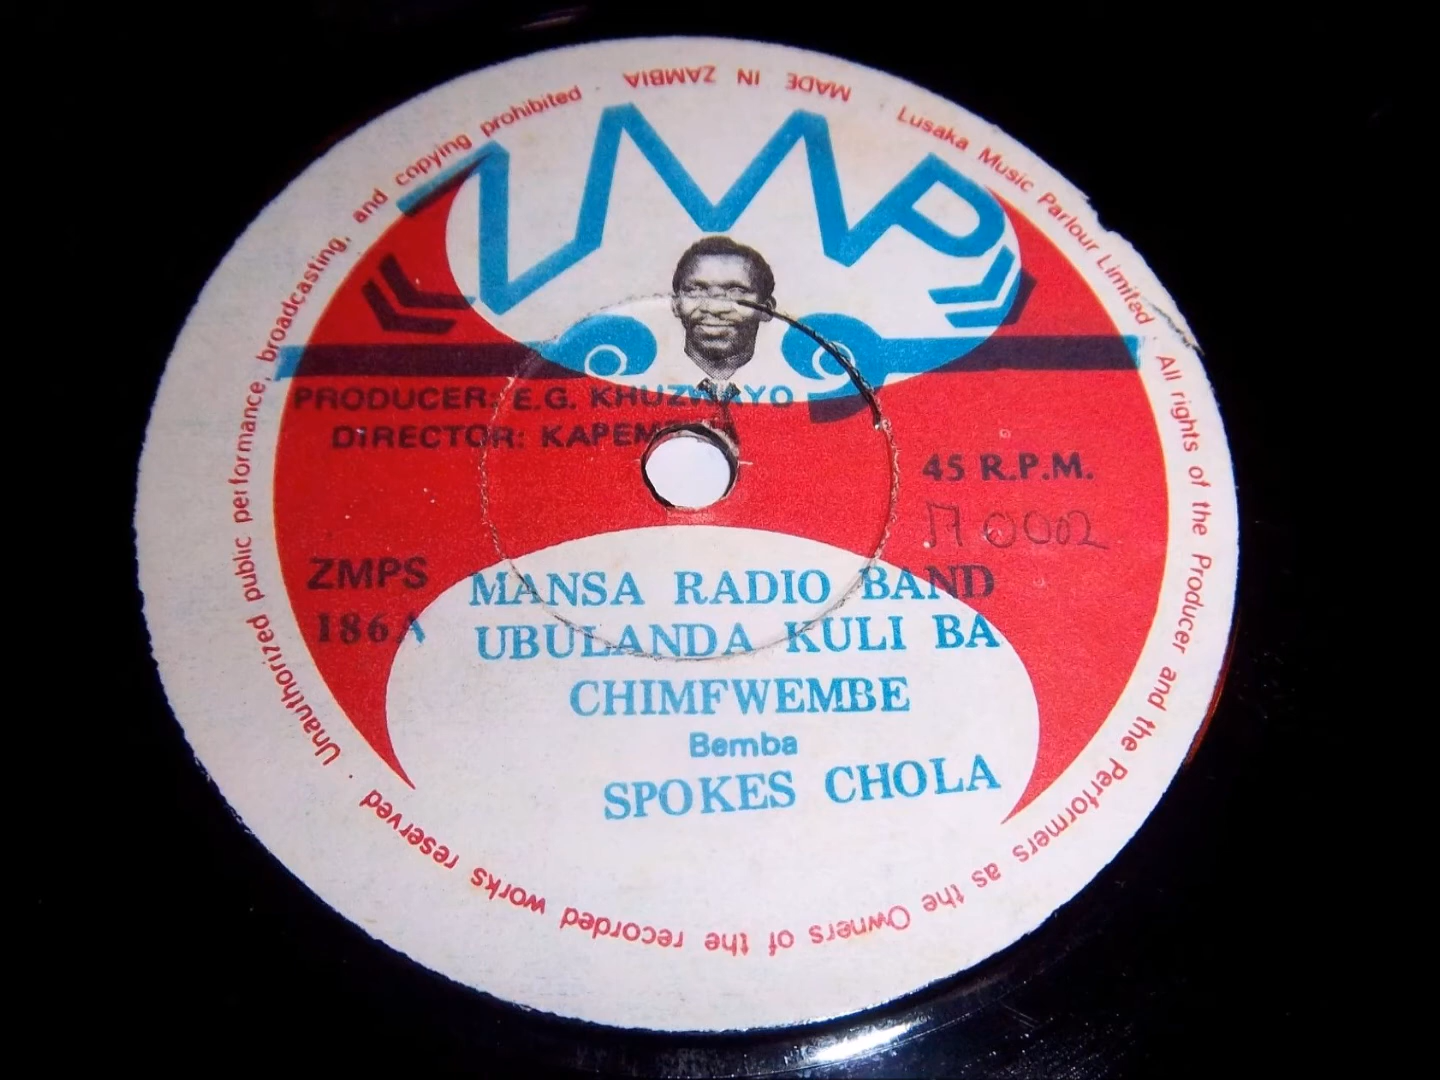 MADE IN ZAMBIA
Lusaka Music Parlour Limited
All rights of the Producer and the Performers as the Owners of the recorded works reserved
Unauthorized public performance, broadcasting, and copying prohibited
ZMP
PRODUCER: E.G. KHUZWAYO
DIRECTOR:
45 R.P.M.
0002
ZMPS
186A
MANSA RADIO BAND
UBULANDA KULI BA
CHIMFWEMBE
Bemba
SPOKES CHOLA